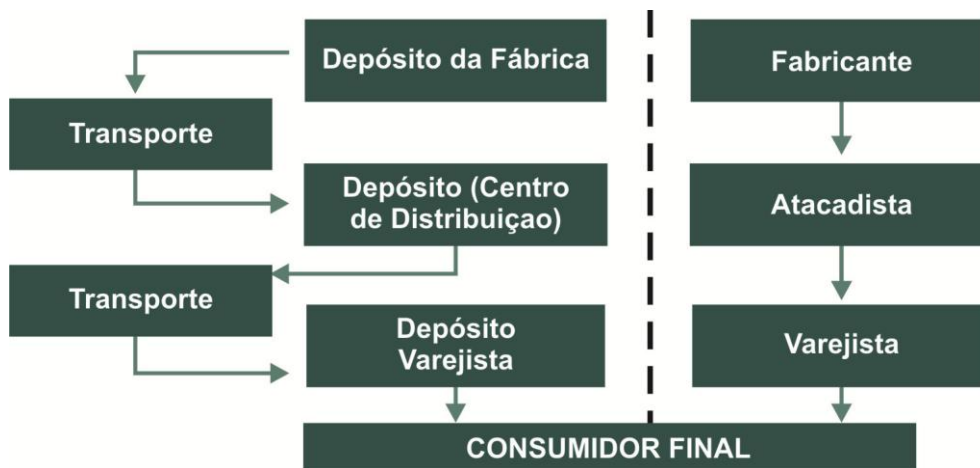 Depósito da Fábrica
Fabricante
Transporte
Depósito (Centro
de Distribuiçao)
Atacadista
Transporte
Depósito
Varejista
Varejista
CONSUMIDOR FINAL